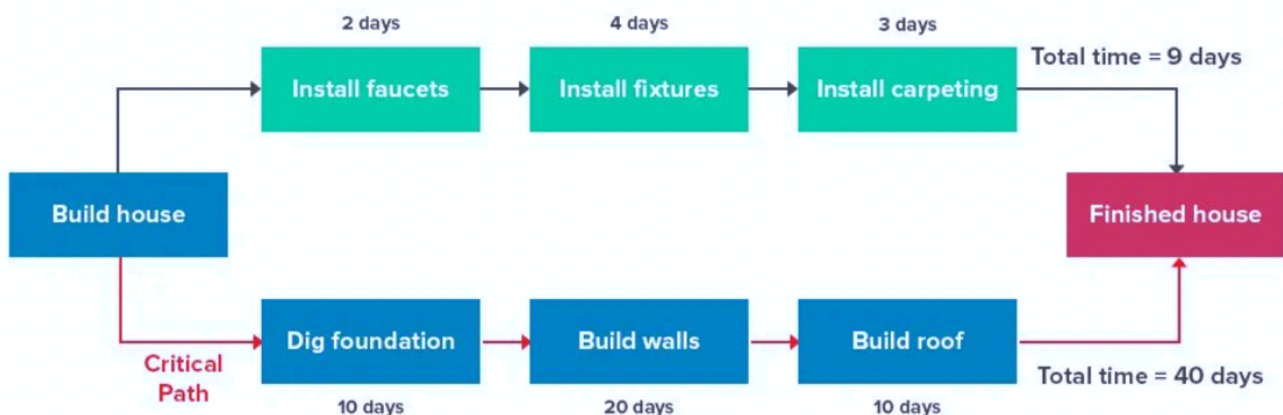 2 days
4 days
3 days
Install faucets
Install fixtures
Install carpeting
Total time = 9 days
Build house
Finished house
Critical
Path
Dig foundation
Build walls
Build roof
Total time = 40 days
10 days
20 days
10 days